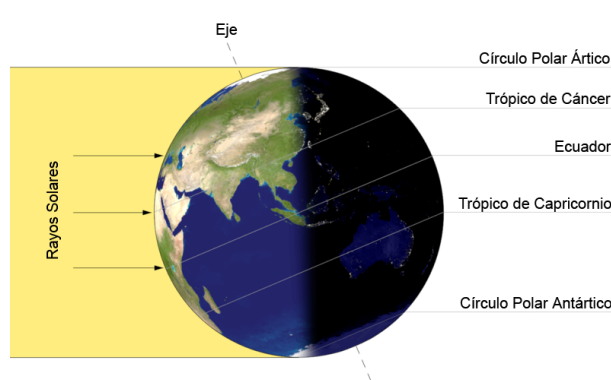 Eje
Círculo Polar Ártico
Trópico de Cáncer
Ecuador
Rayos Solares
Trópico de Capricornio
Círculo Polar Antártico